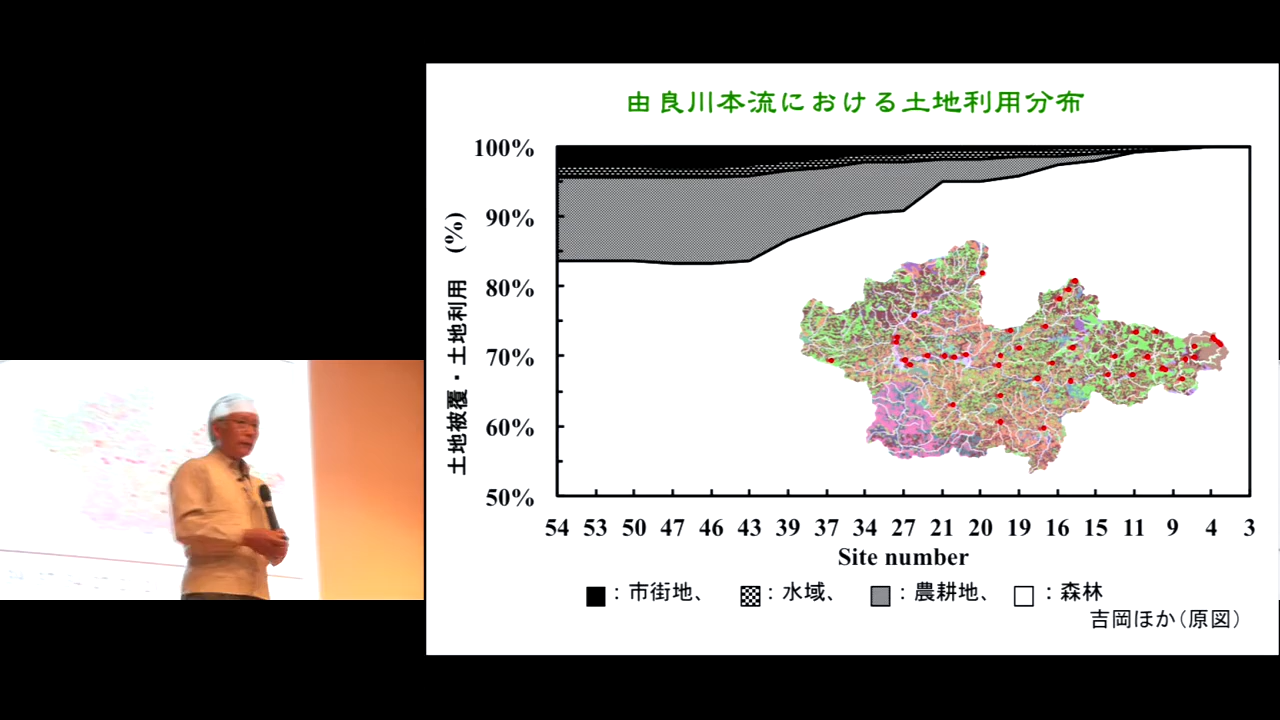 由良川本流における土地利用分布
土地被覆・土地利用 (%)
100%
90%
80%
70%
60%
50%
54 53 50 47 46 43 39 37 34 27 21 20 19 16 15 11 9 4 3
Site number
：市街地、 ：水域、 ：農耕地、 ：森林
吉岡ほか（原図）